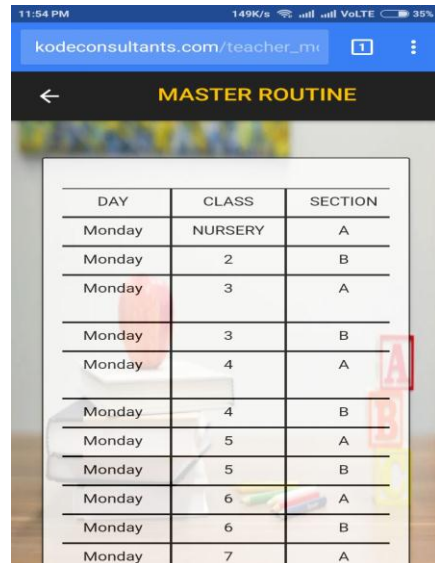 11:54 PM 149K/s VoLTE 35%
kodeconsultants.com/teacher_m
1
MASTER ROUTINE
DAY CLASS SECTION
Monday NURSERY A
Monday 2 B
Monday 3 A
Monday 3 B
Monday 4 A
Monday 4 B
Monday 5 A
Monday 5 B
Monday 6 A
Monday 6 B
Monday 7 A
A
B
C